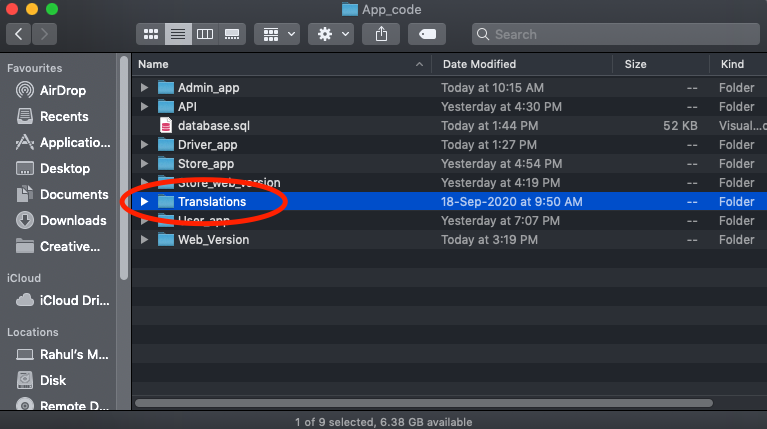 App_code
Search
Favourites
AirDrop
Recents
Applicatio...
Desktop
Documents
Downloads
Creative...
iCloud
iCloud Dri...
Locations
Rahul's M...
Disk
Remote D...
Name Date Modified Size Kind
Admin_app Today at 10:15 AM -- Folder
API Yesterday at 4:30 PM -- Folder
database.sql Today at 1:44 PM 52 KB Visual...c
Driver_app Today at 1:27 PM -- Folder
Store_app Yesterday at 4:54 PM -- Folder
Store_web_version Yesterday at 4:19 PM -- Folder
Translations 18-Sep-2020 at 9:50 AM -- Folder
User_app Yesterday at 7:07 PM -- Folder
Web_Version Today at 3:19 PM -- Folder
1 of 9 selected, 6.38 GB available